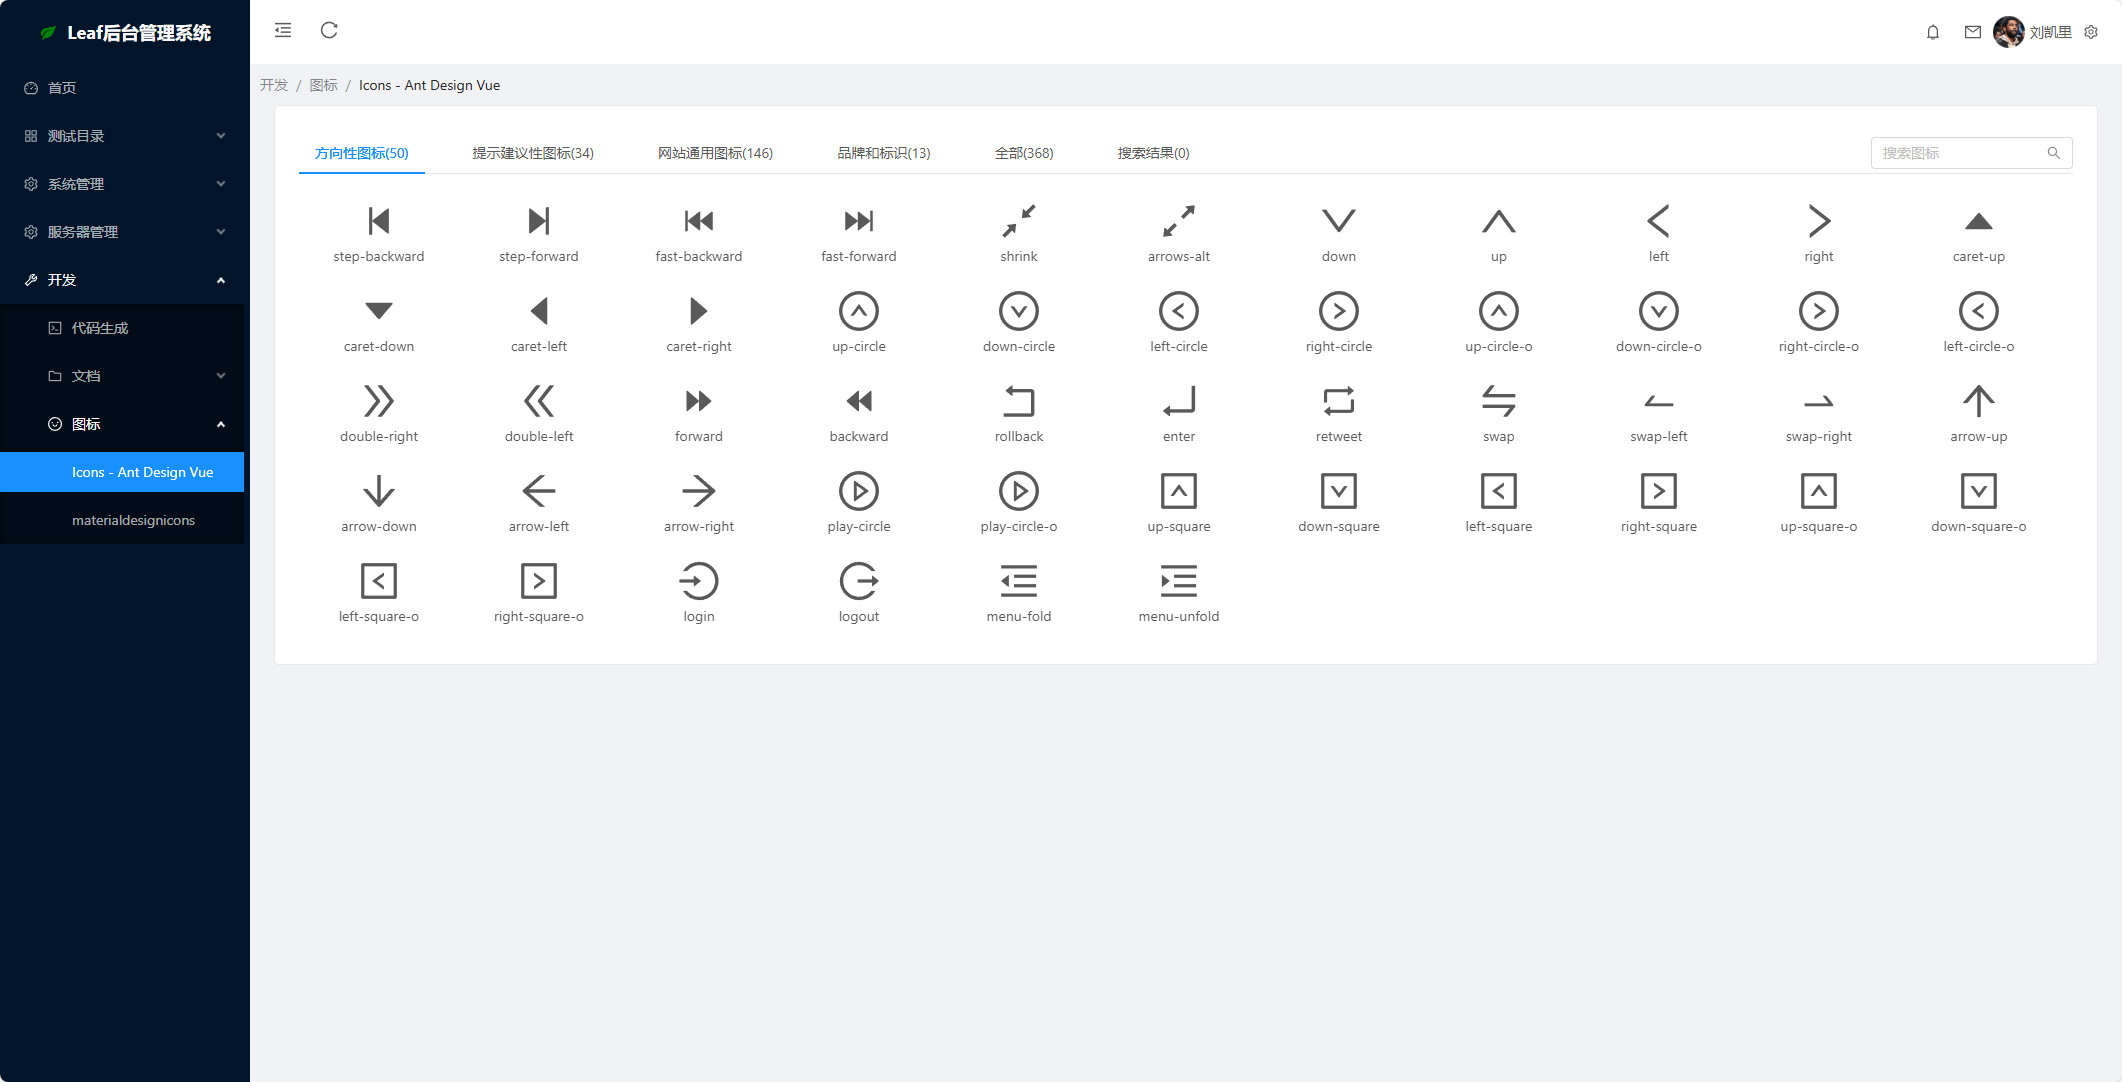 Leaf后台管理系统
首页
测试目录
系统管理
服务器管理
开发
代码生成
文档
图标
Icons - Ant Design Vue
materialdesignicons
刘凯里
开发 / 图标 / Icons - Ant Design Vue
方向性图标(50) 提示建议性图标(34) 网站通用图标(146) 品牌和标识(13) 全部(368) 搜索结果(0) 搜索图标
step-backward step-forward fast-backward fast-forward shrink arrows-alt down up left right caret-up
caret-down caret-left caret-right up-circle down-circle left-circle right-circle up-circle-o down-circle-o right-circle-o left-circle-o
double-right double-left forward backward rollback enter retweet swap swap-left swap-right arrow-up
arrow-down arrow-left arrow-right play-circle play-circle-o up-square down-square left-square right-square up-square-o down-square-o
left-square-o right-square-o login logout menu-fold menu-unfold